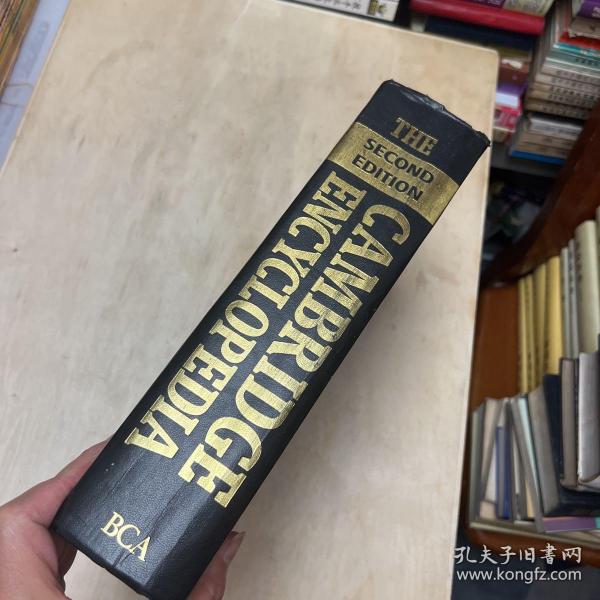 THE
SECOND
EDITION
CAMBRIDGE
ENCYCLOPEDIA
BCA
孔夫子旧书网
www.kongfz.com